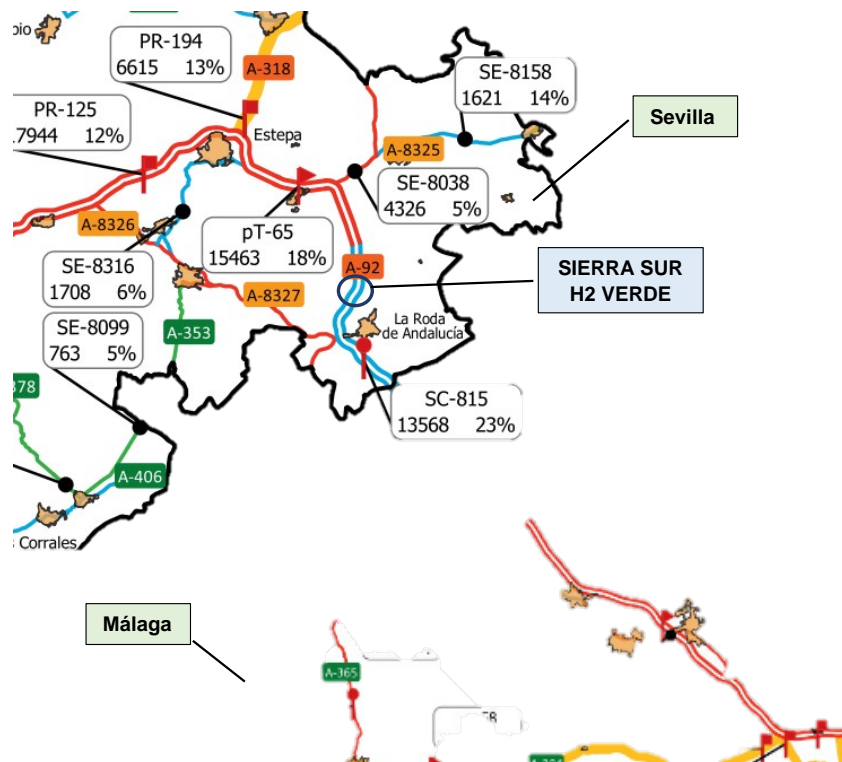 PR-194
6615 13%
A-318
SE-8158
1621 14%
PR-125
12%
Estepa
Sevilla
A-8325
SE-8038
4326 5%
A-8326
pT-65
15463 18%
SE-8316
1708 6%
A-92
SIERRA SUR
H2 VERDE
A-8327
SE-8099
763 5%
A-353
La Roda
de Andalucía
SC-815
13568 23%
A-406
Corrales
Málaga
A-365